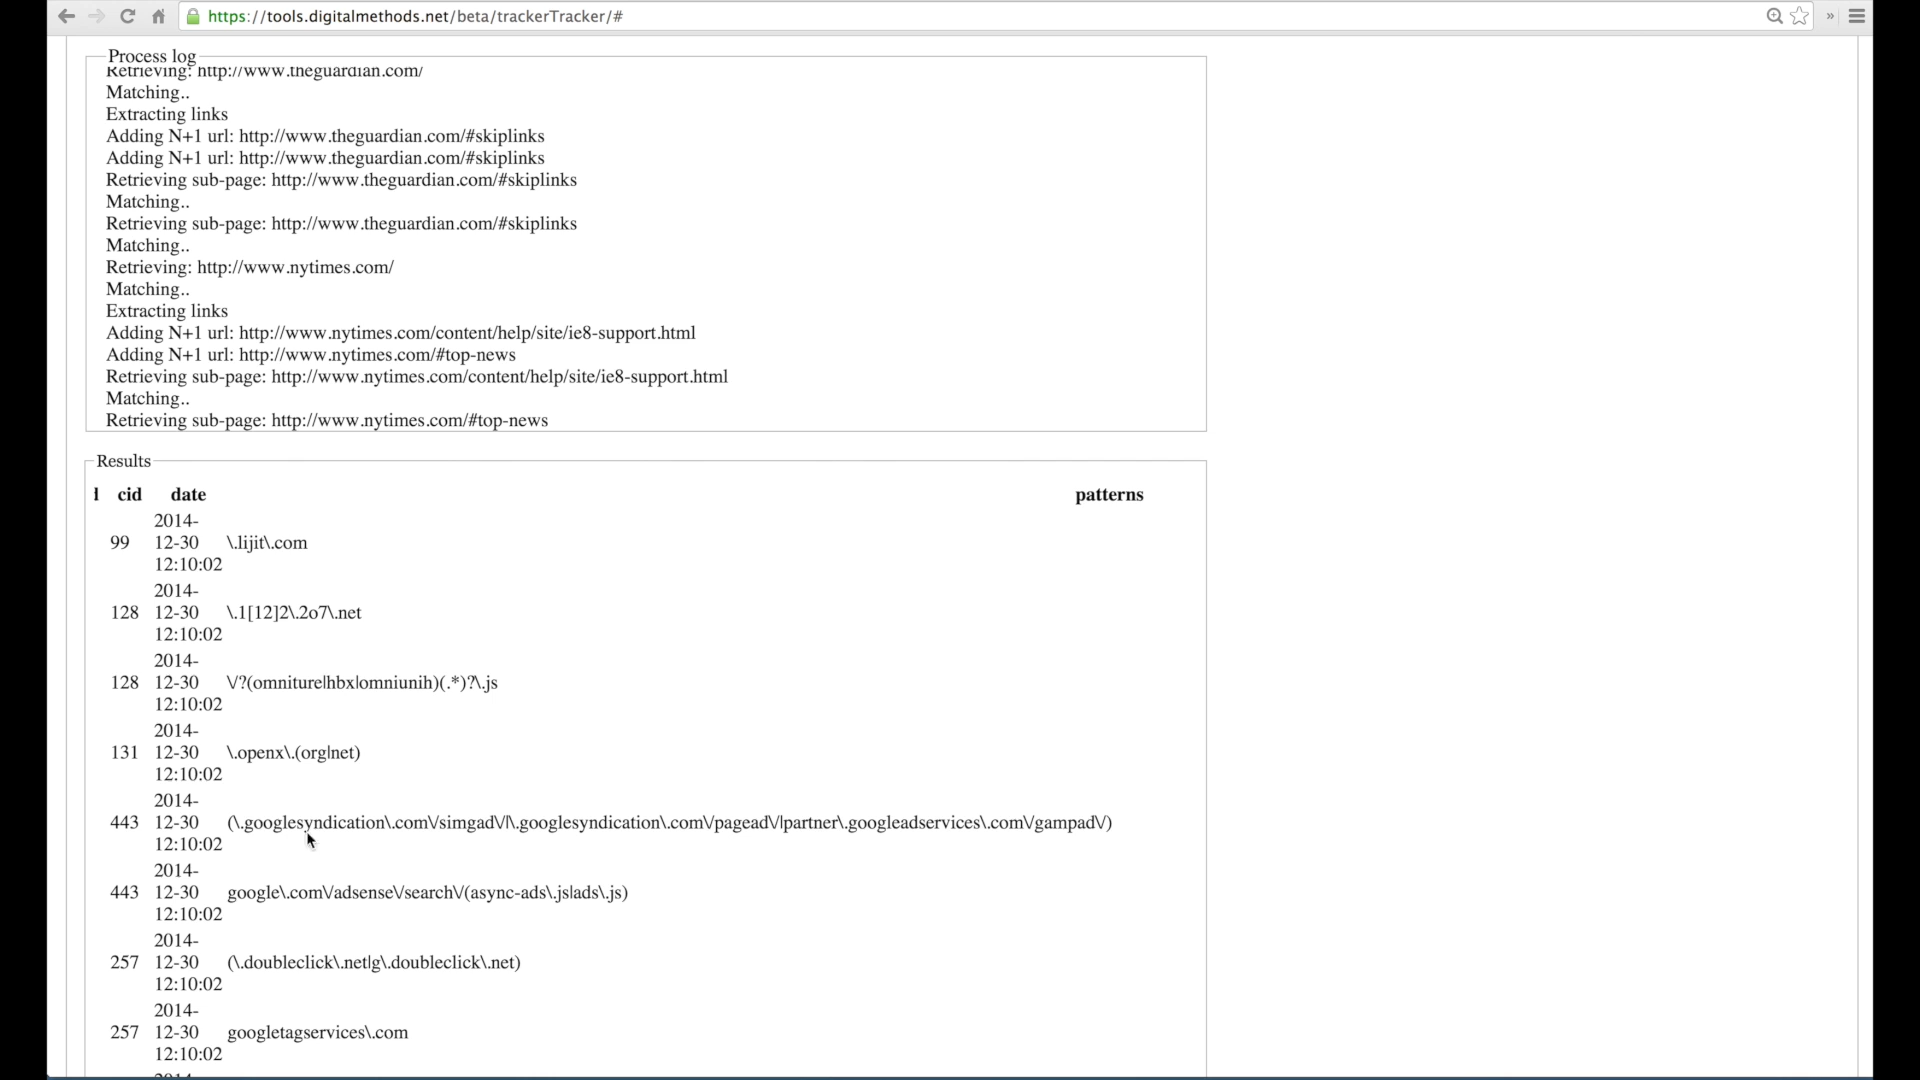 https://tools.digitalmethods.net/beta/trackerTracker/#
»
Process log
Retrieving: http://www.theguardian.com/
Matching..
Extracting links
Adding N+1 url: http://www.theguardian.com/#skiplinks
Adding N+1 url: http://www.theguardian.com/#skiplinks
Retrieving sub-page: http://www.theguardian.com/#skiplinks
Matching..
Retrieving sub-page: http://www.theguardian.com/#skiplinks
Matching..
Retrieving: http://www.nytimes.com/
Matching..
Extracting links
Adding N+1 url: http://www.nytimes.com/content/help/site/ie8-support.html
Adding N+1 url: http://www.nytimes.com/#top-news
Retrieving sub-page: http://www.nytimes.com/content/help/site/ie8-support.html
Matching..
Retrieving sub-page: http://www.nytimes.com/#top-news
Results
cid date patterns
2014-
99 12-30 \.lijit\.com
12:10:02
2014-
128 12-30 \.1[12]2\.2o7\.net
12:10:02
2014-
128 12-30 \/?(omniture|hbx|omniunih)(.*)?\.js
12:10:02
2014-
131 12-30 \.openx\.(org|net)
12:10:02
2014-
443 12-30 (\.googlesyndication\.com\/simgad\/|\.googlesyndication\.com\/pagead\/|partner\.googleadservices\.com\/gampad\/)
12:10:02
2014-
443 12-30 google\.com\/adsense\/search\/(async-ads\.js|ads\.js)
12:10:02
2014-
257 12-30 (\.doubleclick\.net|g\.doubleclick\.net)
12:10:02
2014-
257 12-30 googletagservices\.com
12:10:02